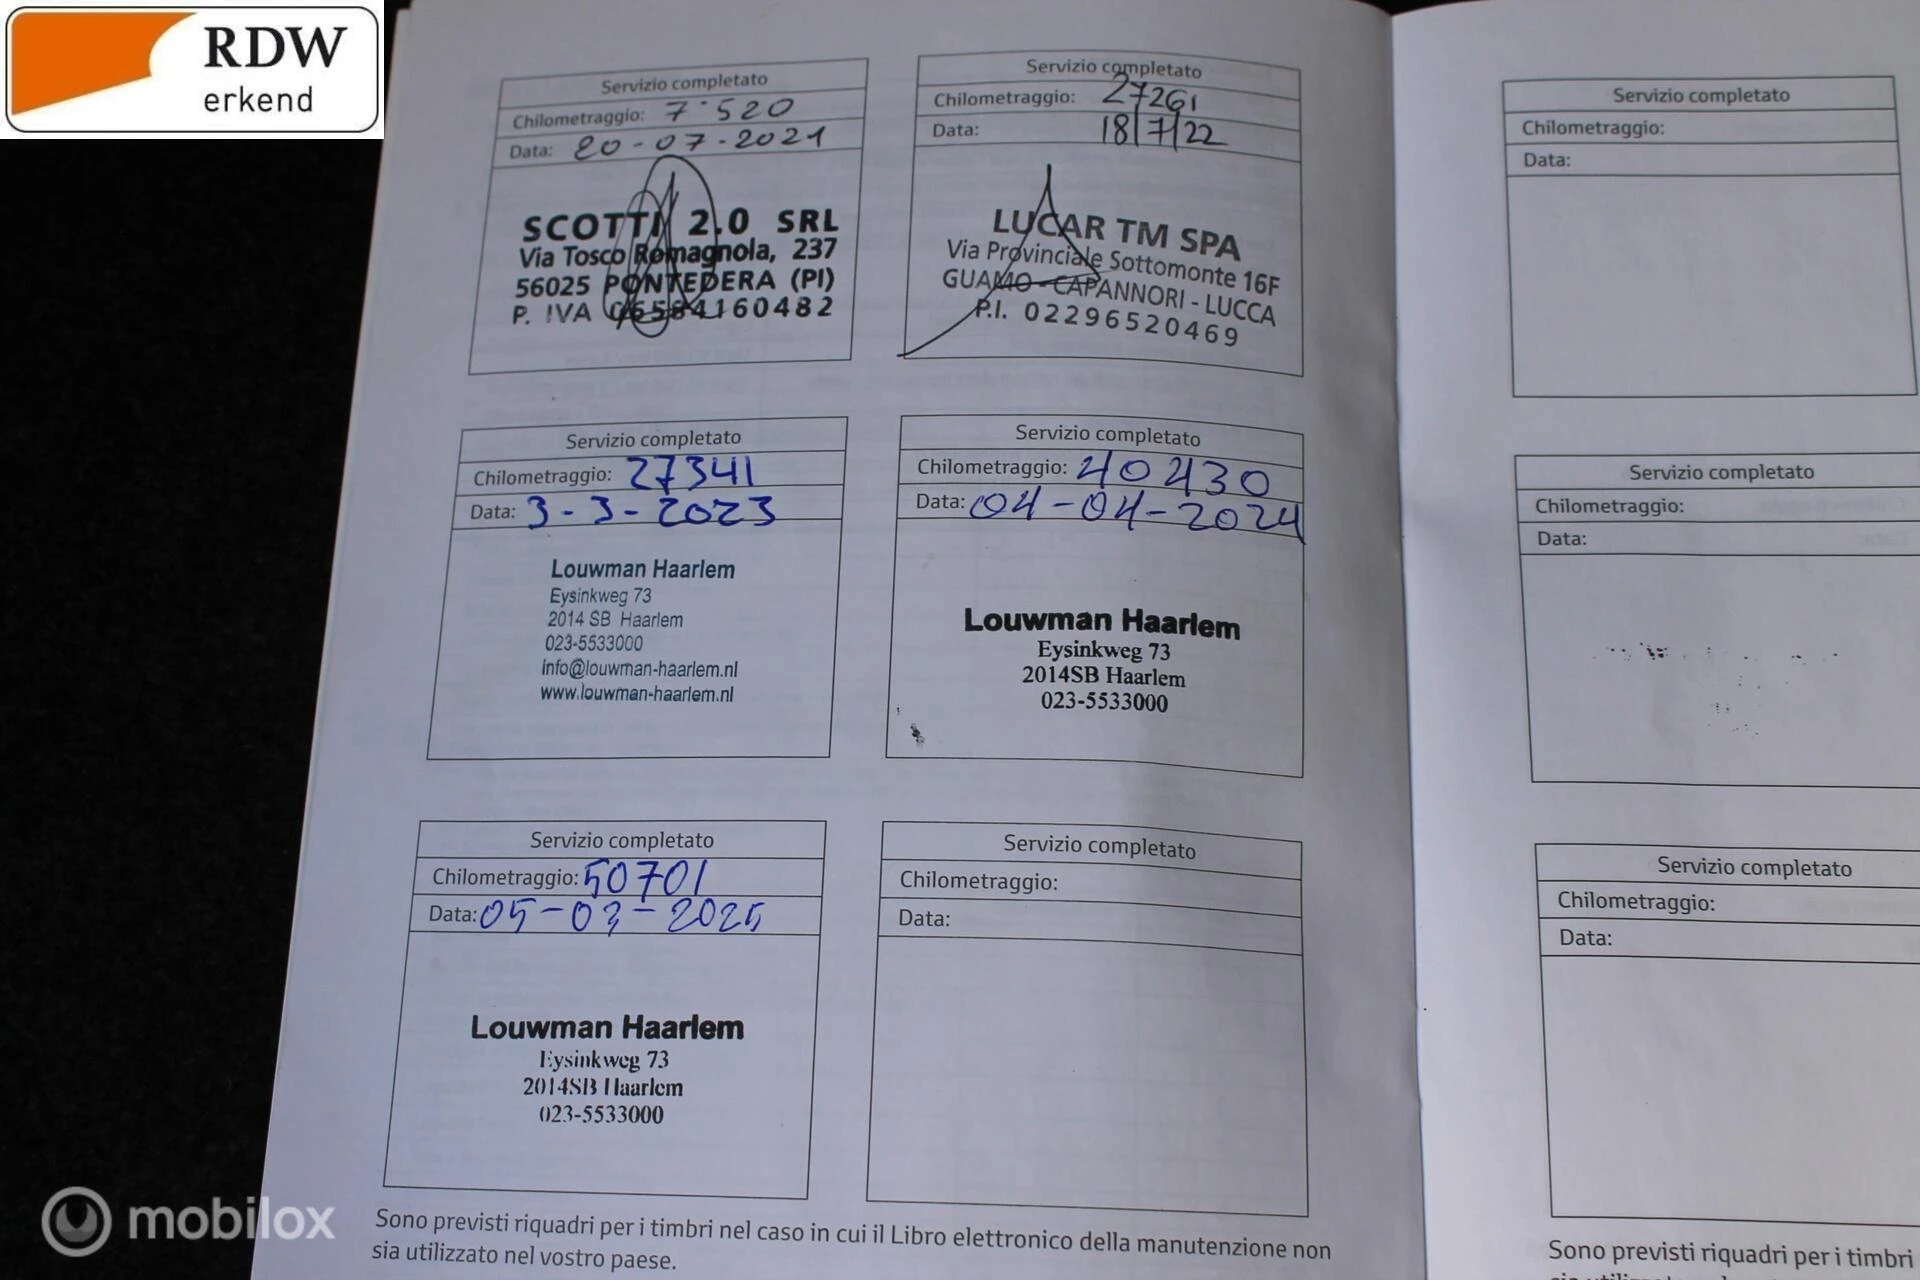 RDW
erkend
Servizio completato
Chilometraggio: 7˙520
Data: 20-07-2021
SCOTTI 2.0 SRL
Via Tosco Romagnola, 237
56025 PONTEDERA (PI)
P. IVA 06584160482
Servizio completato
Chilometraggio: 27261
Data: 18/7/22
LUCAR TM SPA
Via Provinciale Sottomonte 16F
GUAMO - CAPANNORI - LUCCA
P.I. 02296520469
Servizio completato
Chilometraggio: 27341
Data: 3-3-2023
Louwman Haarlem
Eysinkweg 73
2014 SB Haarlem
023-5533000
info@louwman-haarlem.nl
www.louwman-haarlem.nl
Servizio completato
Chilometraggio: 40430
Data: 04-04-2024
Louwman Haarlem
Eysinkweg 73
2014SB Haarlem
023-5533000
Servizio completato
Chilometraggio: 50701
Data: 05-03-2025
Louwman Haarlem
Eysinkweg 73
2014SB Haarlem
023-5533000
Servizio completato
Chilometraggio:
Data:
Sono previsti riquadri per i timbri nel caso in cui il Libro elettronico della manutenzione non
sia utilizzato nel vostro paese.
Servizio completato
Chilometraggio:
Data:
Servizio completato
Chilometraggio:
Data:
Servizio completato
Chilometraggio:
Data:
Sono previsti riquadri per i timbri
mobilox